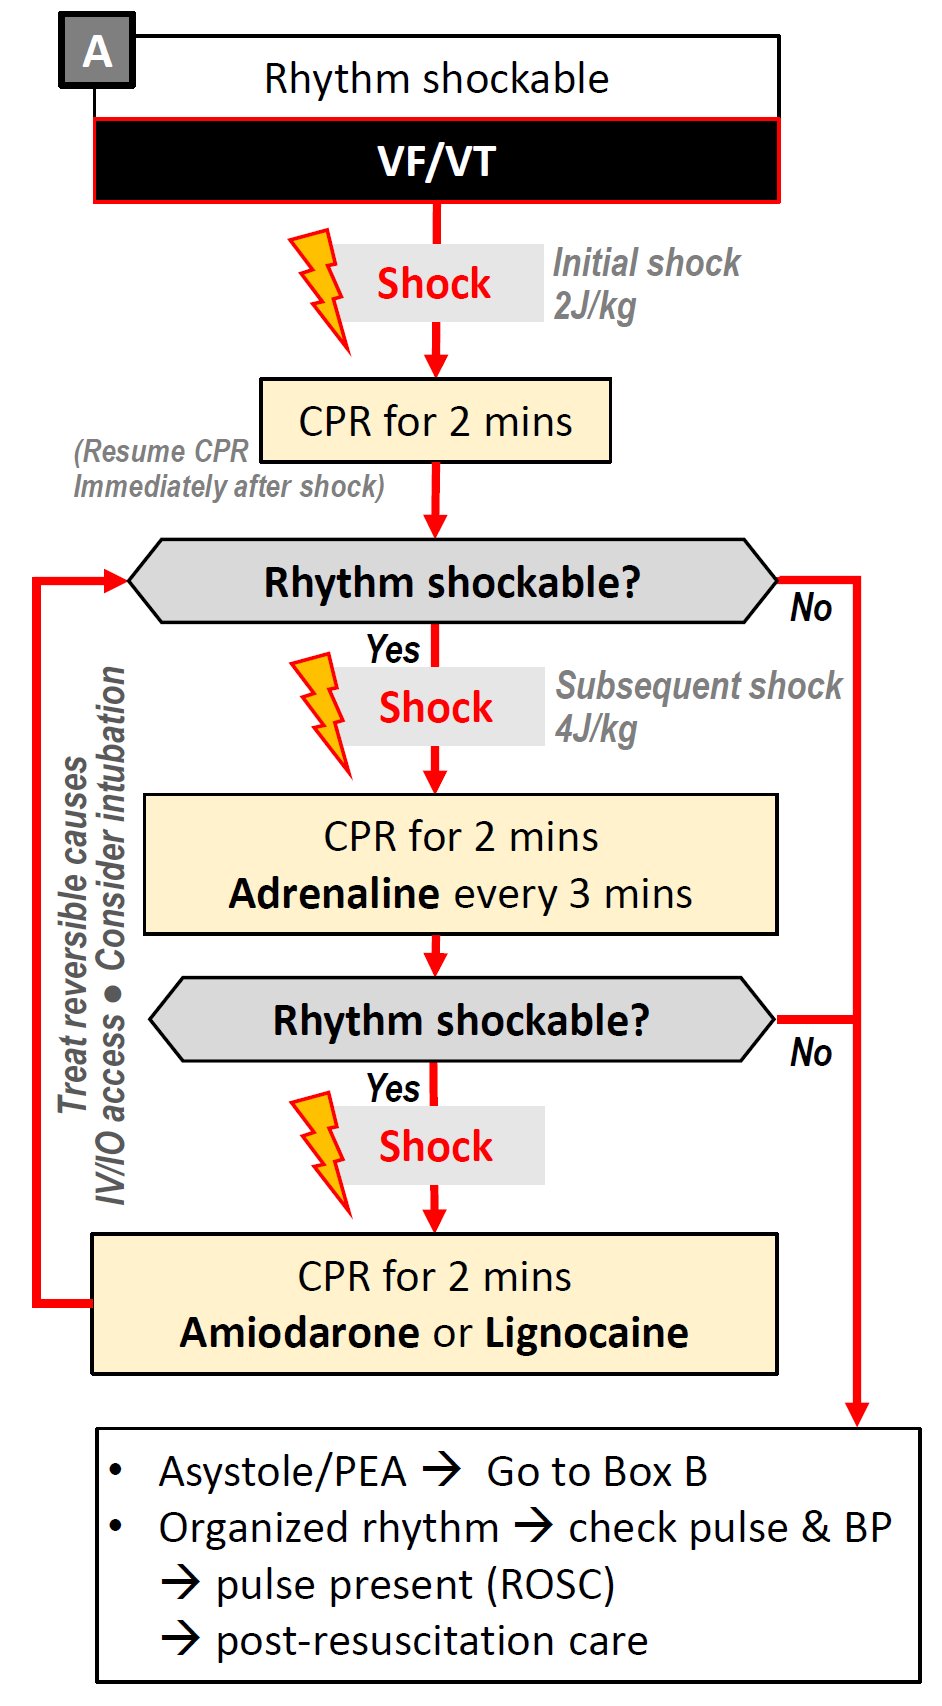 A
Rhythm shockable
VF/VT
Shock
Initial shock
2J/kg
CPR for 2 mins
(Resume CPR
Immediately after shock)
Rhythm shockable?
No
Yes
Shock
Subsequent shock
4J/kg
CPR for 2 mins
Adrenaline every 3 mins
Treat reversible causes
IV/IO access ● Consider intubation
Rhythm shockable?
No
Yes
Shock
CPR for 2 mins
Amiodarone or Lignocaine
• Asystole/PEA → Go to Box B
• Organized rhythm → check pulse & BP
→ pulse present (ROSC)
→ post-resuscitation care